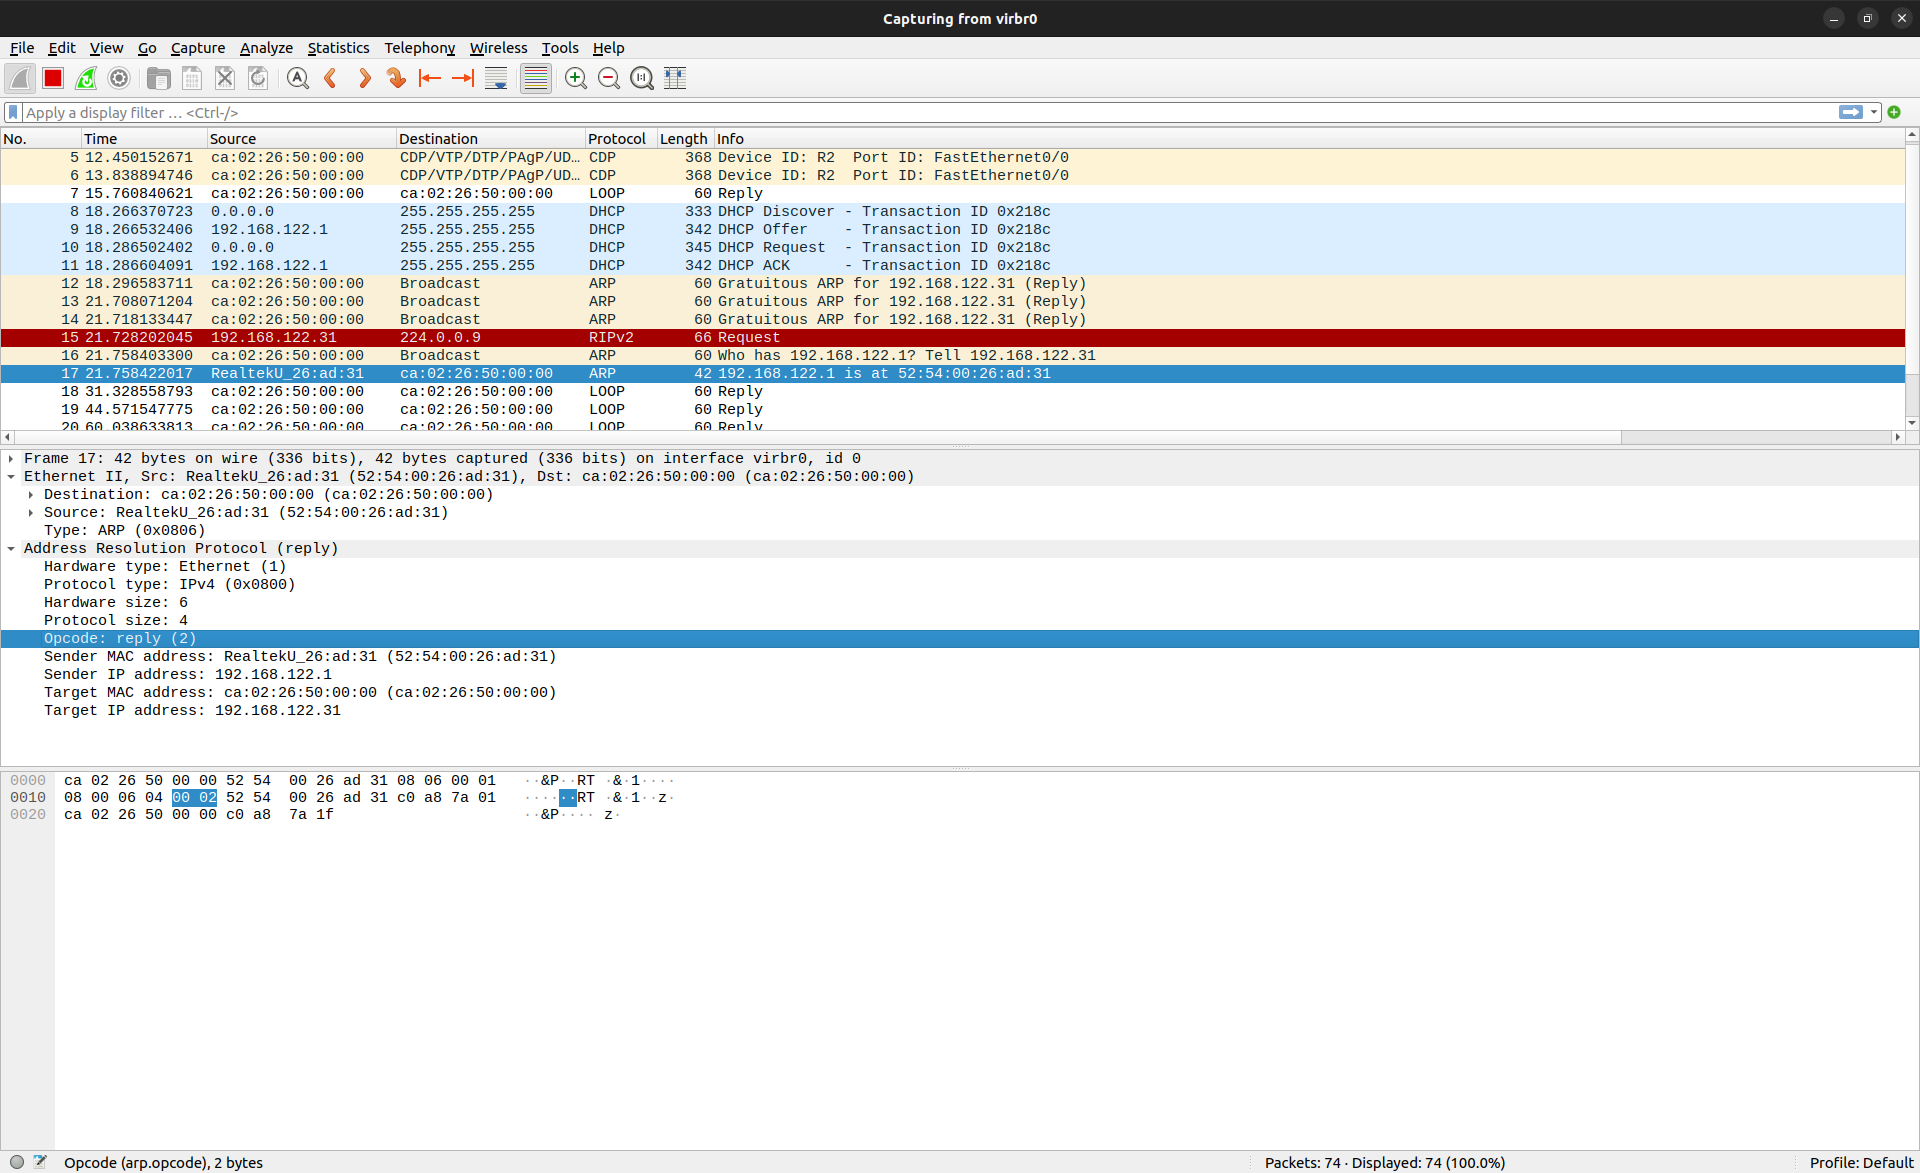 Capturing from virbr0
File Edit View Go Capture Analyze Statistics Telephony Wireless Tools Help
Apply a display filter … <Ctrl-/>
No. Time Source Destination Protocol Length Info
5 12.450152671 ca:02:26:50:00:00 CDP/VTP/DTP/PAgP/UD… CDP 368 Device ID: R2  Port ID: FastEthernet0/0
6 13.838894746 ca:02:26:50:00:00 CDP/VTP/DTP/PAgP/UD… CDP 368 Device ID: R2  Port ID: FastEthernet0/0
7 15.760840621 ca:02:26:50:00:00 ca:02:26:50:00:00 LOOP 60 Reply
8 18.266370723 0.0.0.0 255.255.255.255 DHCP 333 DHCP Discover - Transaction ID 0x218c
9 18.266532406 192.168.122.1 255.255.255.255 DHCP 342 DHCP Offer    - Transaction ID 0x218c
10 18.286502402 0.0.0.0 255.255.255.255 DHCP 345 DHCP Request  - Transaction ID 0x218c
11 18.286604091 192.168.122.1 255.255.255.255 DHCP 342 DHCP ACK      - Transaction ID 0x218c
12 18.296583711 ca:02:26:50:00:00 Broadcast ARP 60 Gratuitous ARP for 192.168.122.31 (Reply)
13 21.708071204 ca:02:26:50:00:00 Broadcast ARP 60 Gratuitous ARP for 192.168.122.31 (Reply)
14 21.718133447 ca:02:26:50:00:00 Broadcast ARP 60 Gratuitous ARP for 192.168.122.31 (Reply)
15 21.728202045 192.168.122.31 224.0.0.9 RIPv2 66 Request
16 21.758403300 ca:02:26:50:00:00 Broadcast ARP 60 Who has 192.168.122.1? Tell 192.168.122.31
17 21.758422017 RealtekU_26:ad:31 ca:02:26:50:00:00 ARP 42 192.168.122.1 is at 52:54:00:26:ad:31
18 31.328558793 ca:02:26:50:00:00 ca:02:26:50:00:00 LOOP 60 Reply
19 44.571547775 ca:02:26:50:00:00 ca:02:26:50:00:00 LOOP 60 Reply
20 60.038633813 ca:02:26:50:00:00 ca:02:26:50:00:00 LOOP 60 Reply
Frame 17: 42 bytes on wire (336 bits), 42 bytes captured (336 bits) on interface virbr0, id 0
Ethernet II, Src: RealtekU_26:ad:31 (52:54:00:26:ad:31), Dst: ca:02:26:50:00:00 (ca:02:26:50:00:00)
Destination: ca:02:26:50:00:00 (ca:02:26:50:00:00)
Source: RealtekU_26:ad:31 (52:54:00:26:ad:31)
Type: ARP (0x0806)
Address Resolution Protocol (reply)
Hardware type: Ethernet (1)
Protocol type: IPv4 (0x0800)
Hardware size: 6
Protocol size: 4
Opcode: reply (2)
Sender MAC address: RealtekU_26:ad:31 (52:54:00:26:ad:31)
Sender IP address: 192.168.122.1
Target MAC address: ca:02:26:50:00:00 (ca:02:26:50:00:00)
Target IP address: 192.168.122.31
0000 ca 02 26 50 00 00 52 54  00 26 ad 31 08 06 00 01 ··&P··RT ·&·1····
0010 08 00 06 04 00 02 52 54  00 26 ad 31 c0 a8 7a 01 ······RT ·&·1··z·
0020 ca 02 26 50 00 00 c0 a8  7a 1f ··&P···· z·
Opcode (arp.opcode), 2 bytes Packets: 74 · Displayed: 74 (100.0%) Profile: Default